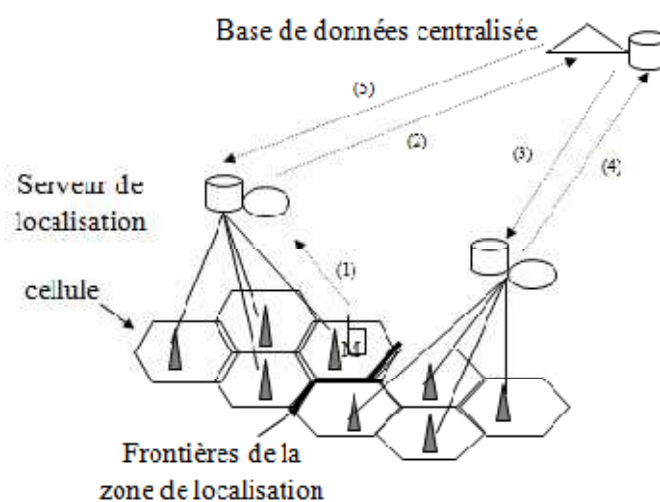 Base de données centralisée
(5)
(2)
(3)
(4)
Serveur de
localisation
(1)
cellule
M
Frontières de la
zone de localisation